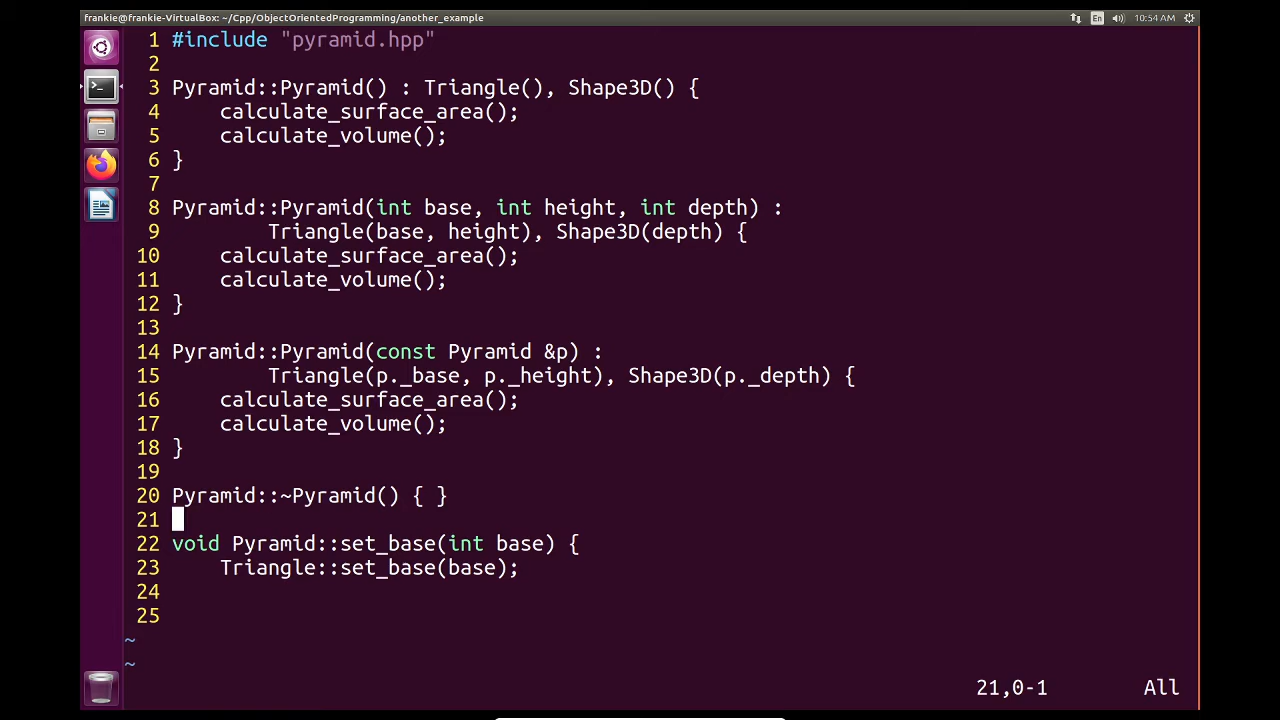 frankie@frankie-VirtualBox: ~/Cpp/ObjectOrientedProgramming/another_example En 10:54 AM
1 #include "pyramid.hpp"
2
3 Pyramid::Pyramid() : Triangle(), Shape3D() {
4     calculate_surface_area();
5     calculate_volume();
6 }
7
8 Pyramid::Pyramid(int base, int height, int depth) :
9         Triangle(base, height), Shape3D(depth) {
10     calculate_surface_area();
11     calculate_volume();
12 }
13
14 Pyramid::Pyramid(const Pyramid &p) :
15         Triangle(p._base, p._height), Shape3D(p._depth) {
16     calculate_surface_area();
17     calculate_volume();
18 }
19
20 Pyramid::~Pyramid() { }
21
22 void Pyramid::set_base(int base) {
23     Triangle::set_base(base);
24
25
~
~
21,0-1 All